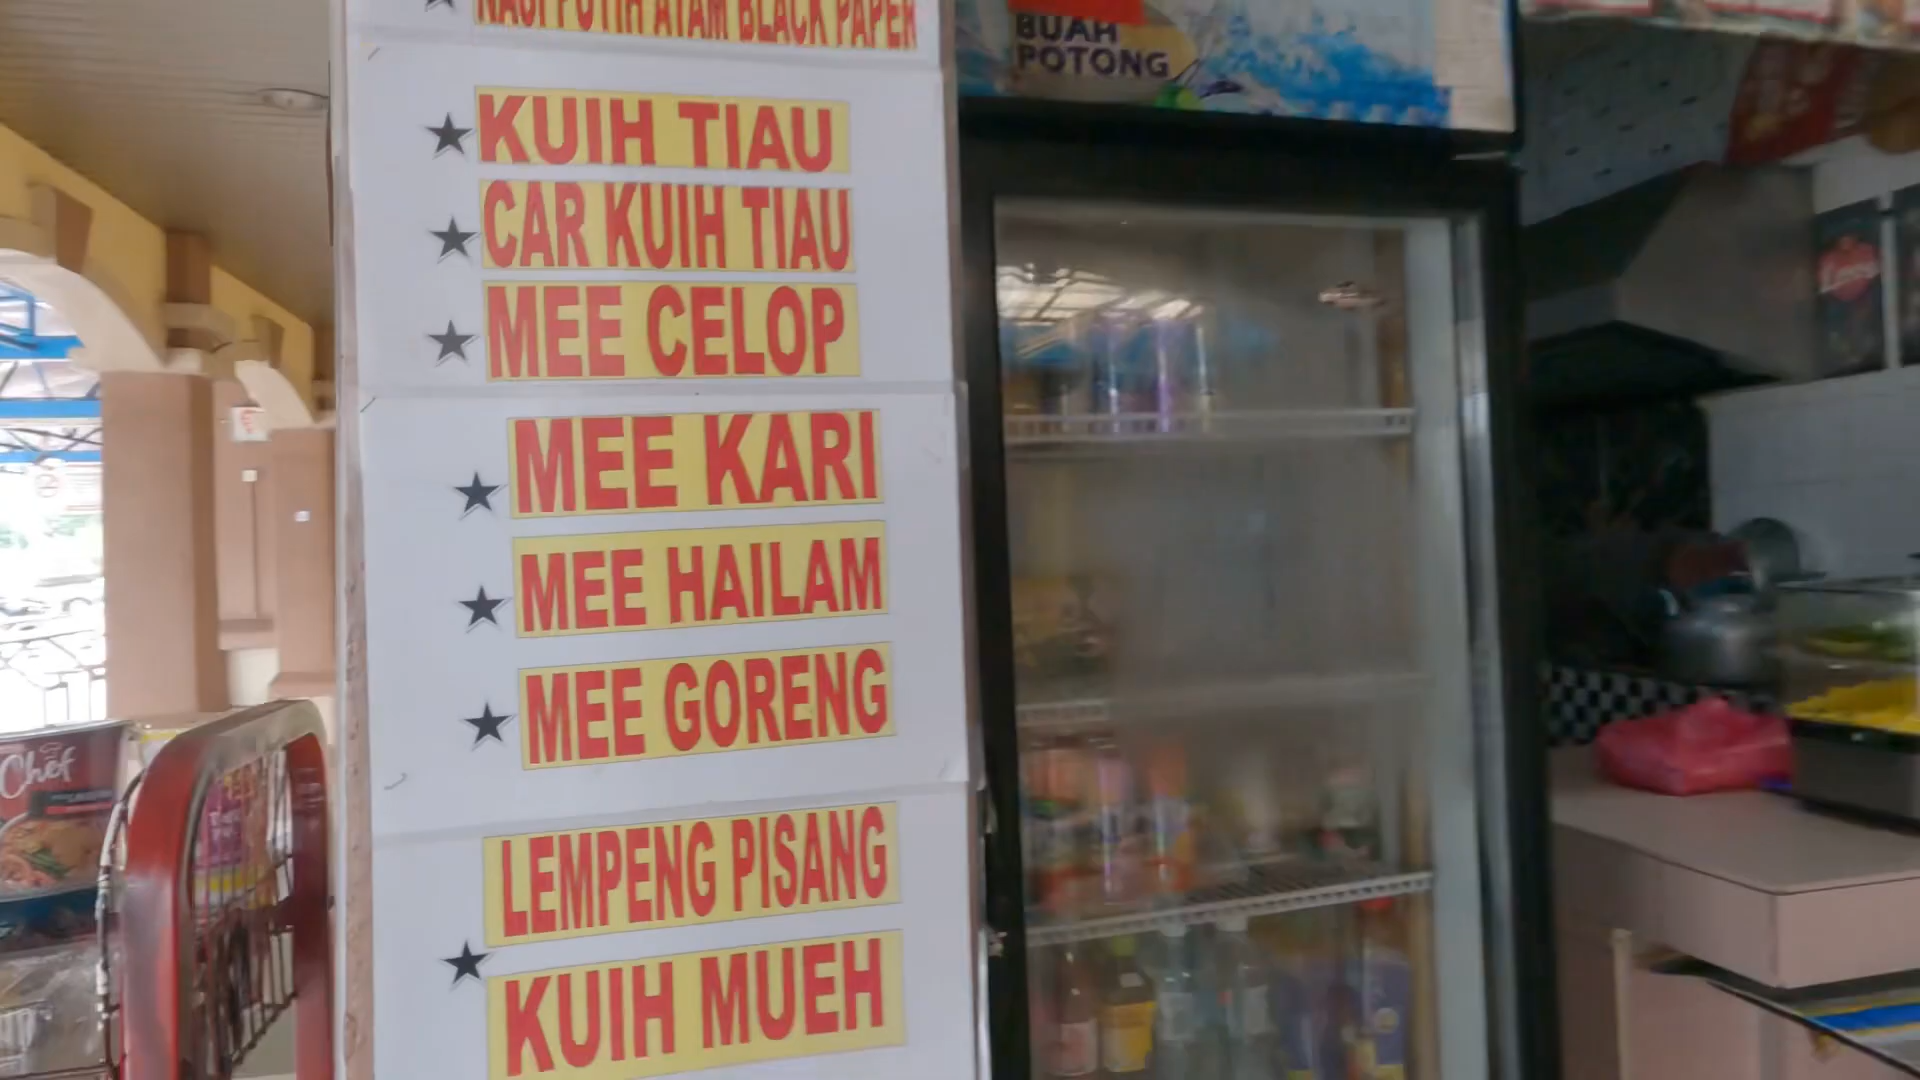 NASI PUTIH AYAM BLACK PAPER
KUIH TIAU
CAR KUIH TIAU
MEE CELOP
MEE KARI
MEE HAILAM
MEE GORENG
LEMPENG PISANG
KUIH MUEH
BUAH
POTONG
Chef